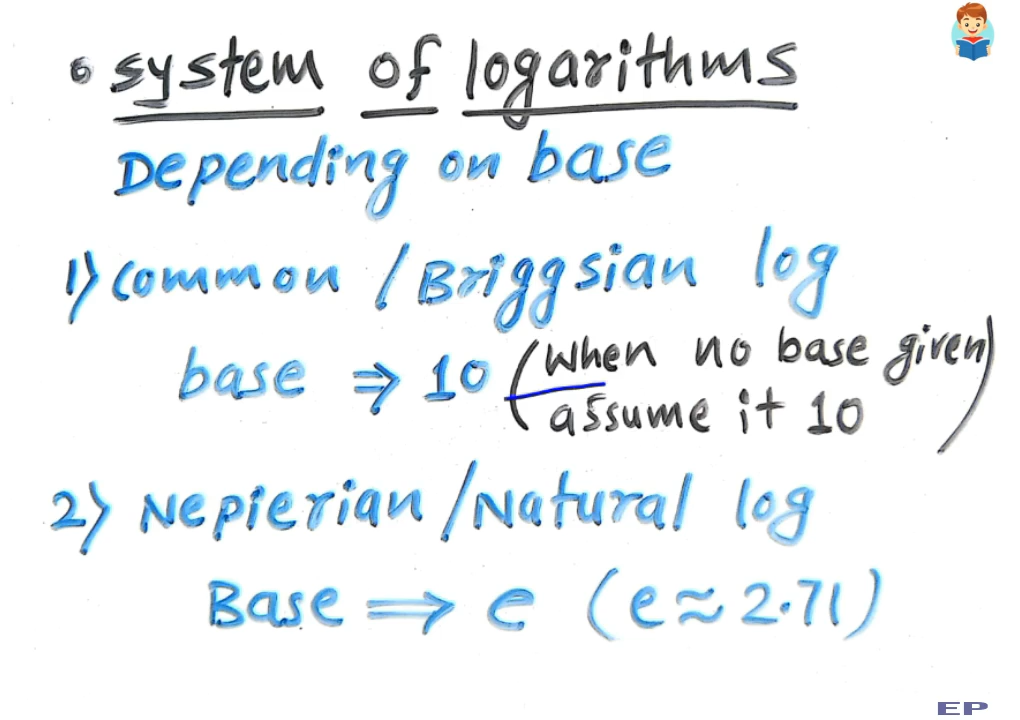 system of logarithms
Depending on base
1) common / Briggsian log
base ⇒ 10 (when no base given
assume it 10)
2) Nepierian / Natural log
Base ⇒ e (e ≈ 2.71)
EP